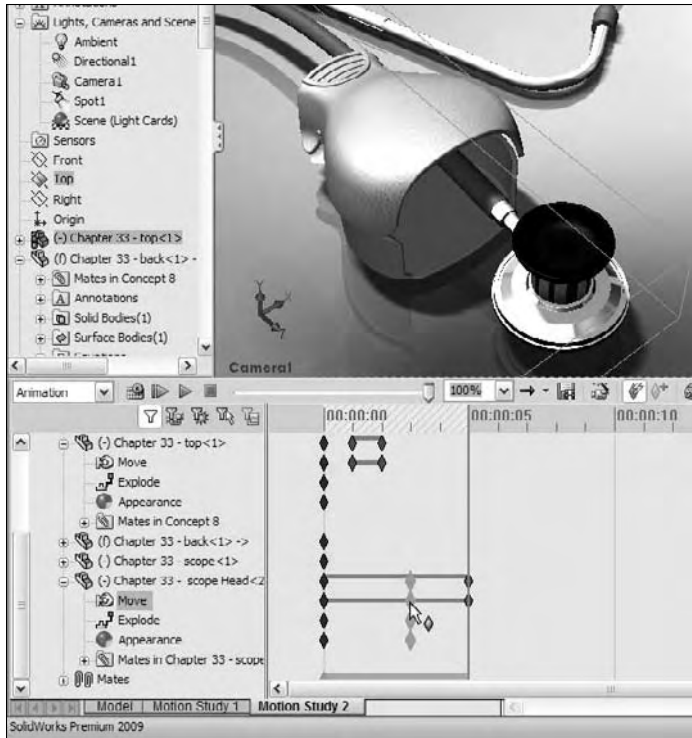 Annotations
Lights, Cameras and Scene
Ambient
Directional1
Camera1
Spot1
Scene (Light Cards)
Sensors
Front
Top
Right
Origin
(-) Chapter 33 - top<1>
(f) Chapter 33 - back<1> -
Mates in Concept 8
Annotations
Solid Bodies(1)
Surface Bodies(1)
Equations
Y
X
Z
Camera1
Animation
100%
00:00:00
00:00:05
00:00:10
(-) Chapter 33 - top<1>
Move
Explode
Appearance
Mates in Concept 8
(f) Chapter 33 - back<1> ->
(-) Chapter 33 - scope <1>
(-) Chapter 33 - scope Head<2
Move
Explode
Appearance
Mates in Chapter 33 - scope
Mates
Model
Motion Study 1
Motion Study 2
SolidWorks Premium 2009